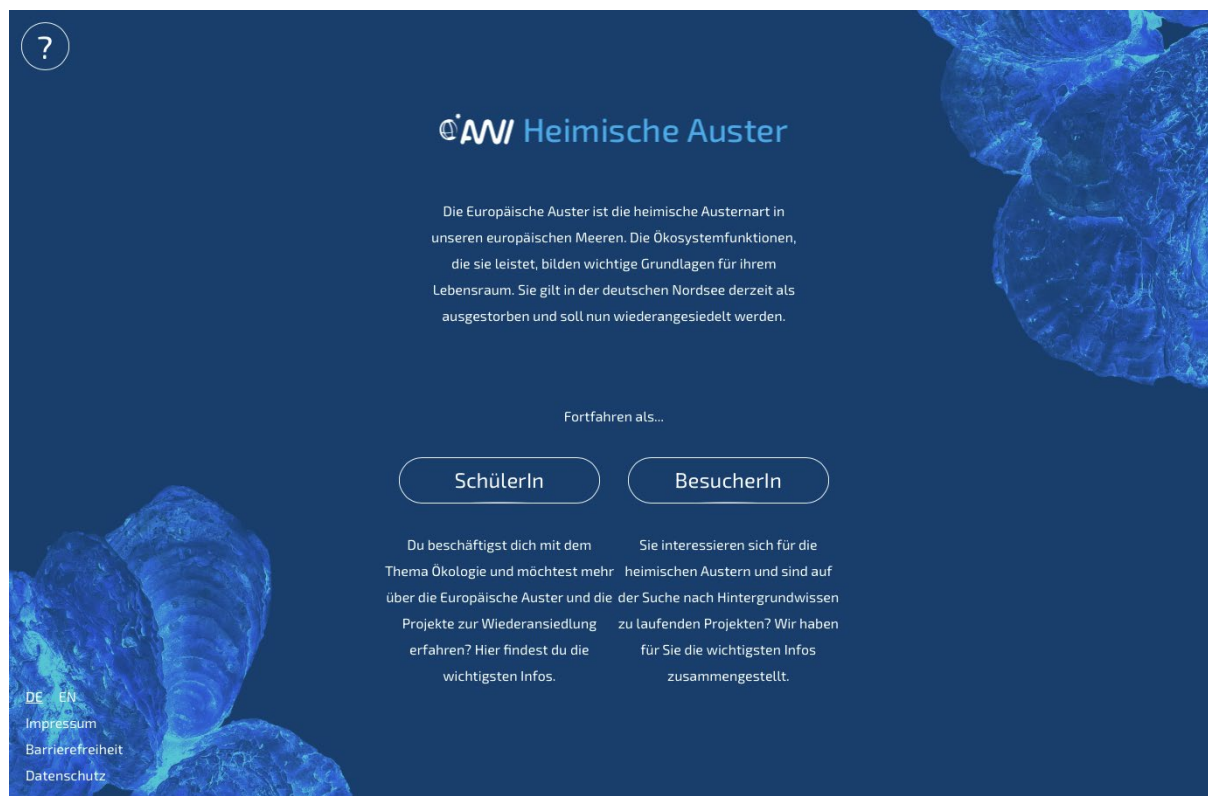 ?
AWI Heimische Auster
Die Europäische Auster ist die heimische Austernart in
unseren europäischen Meeren. Die Ökosystemfunktionen,
die sie leistet, bilden wichtige Grundlagen für ihrem
Lebensraum. Sie gilt in der deutschen Nordsee derzeit als
ausgestorben und soll nun wiederangesiedelt werden.
Fortfahren als...
SchülerIn
Du beschäftigst dich mit dem
Thema Ökologie und möchtest mehr
über die Europäische Auster und die
Projekte zur Wiederansiedlung
erfahren? Hier findest du die
wichtigsten Infos.
BesucherIn
Sie interessieren sich für die
heimischen Austern und sind auf
der Suche nach Hintergrundwissen
zu laufenden Projekten? Wir haben
für Sie die wichtigsten Infos
zusammengestellt.
DE EN
Impressum
Barrierefreiheit
Datenschutz